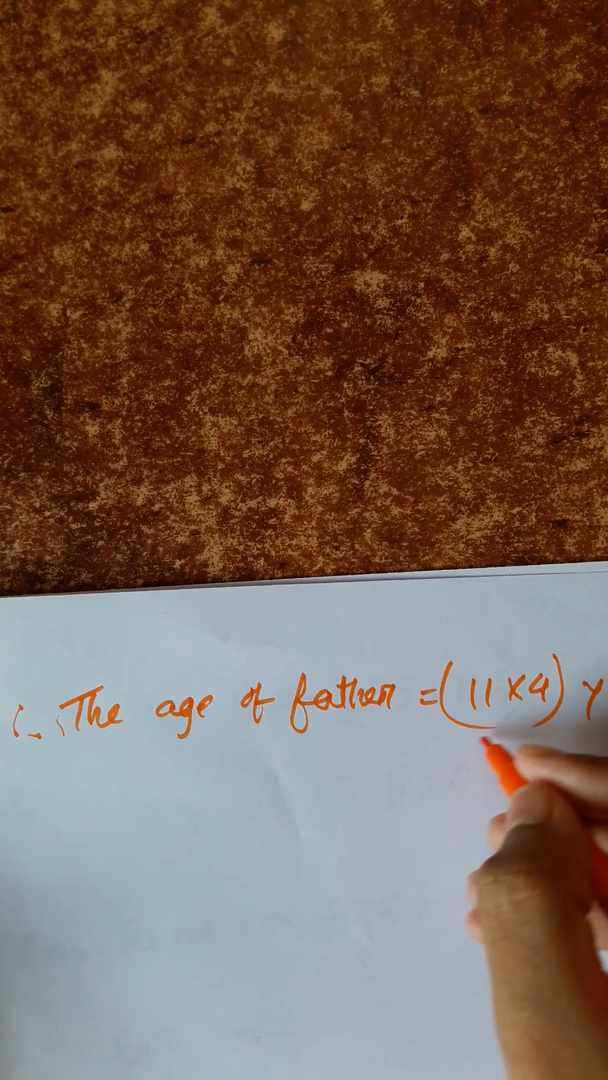 ∴ The age of father = (11 × 4) y